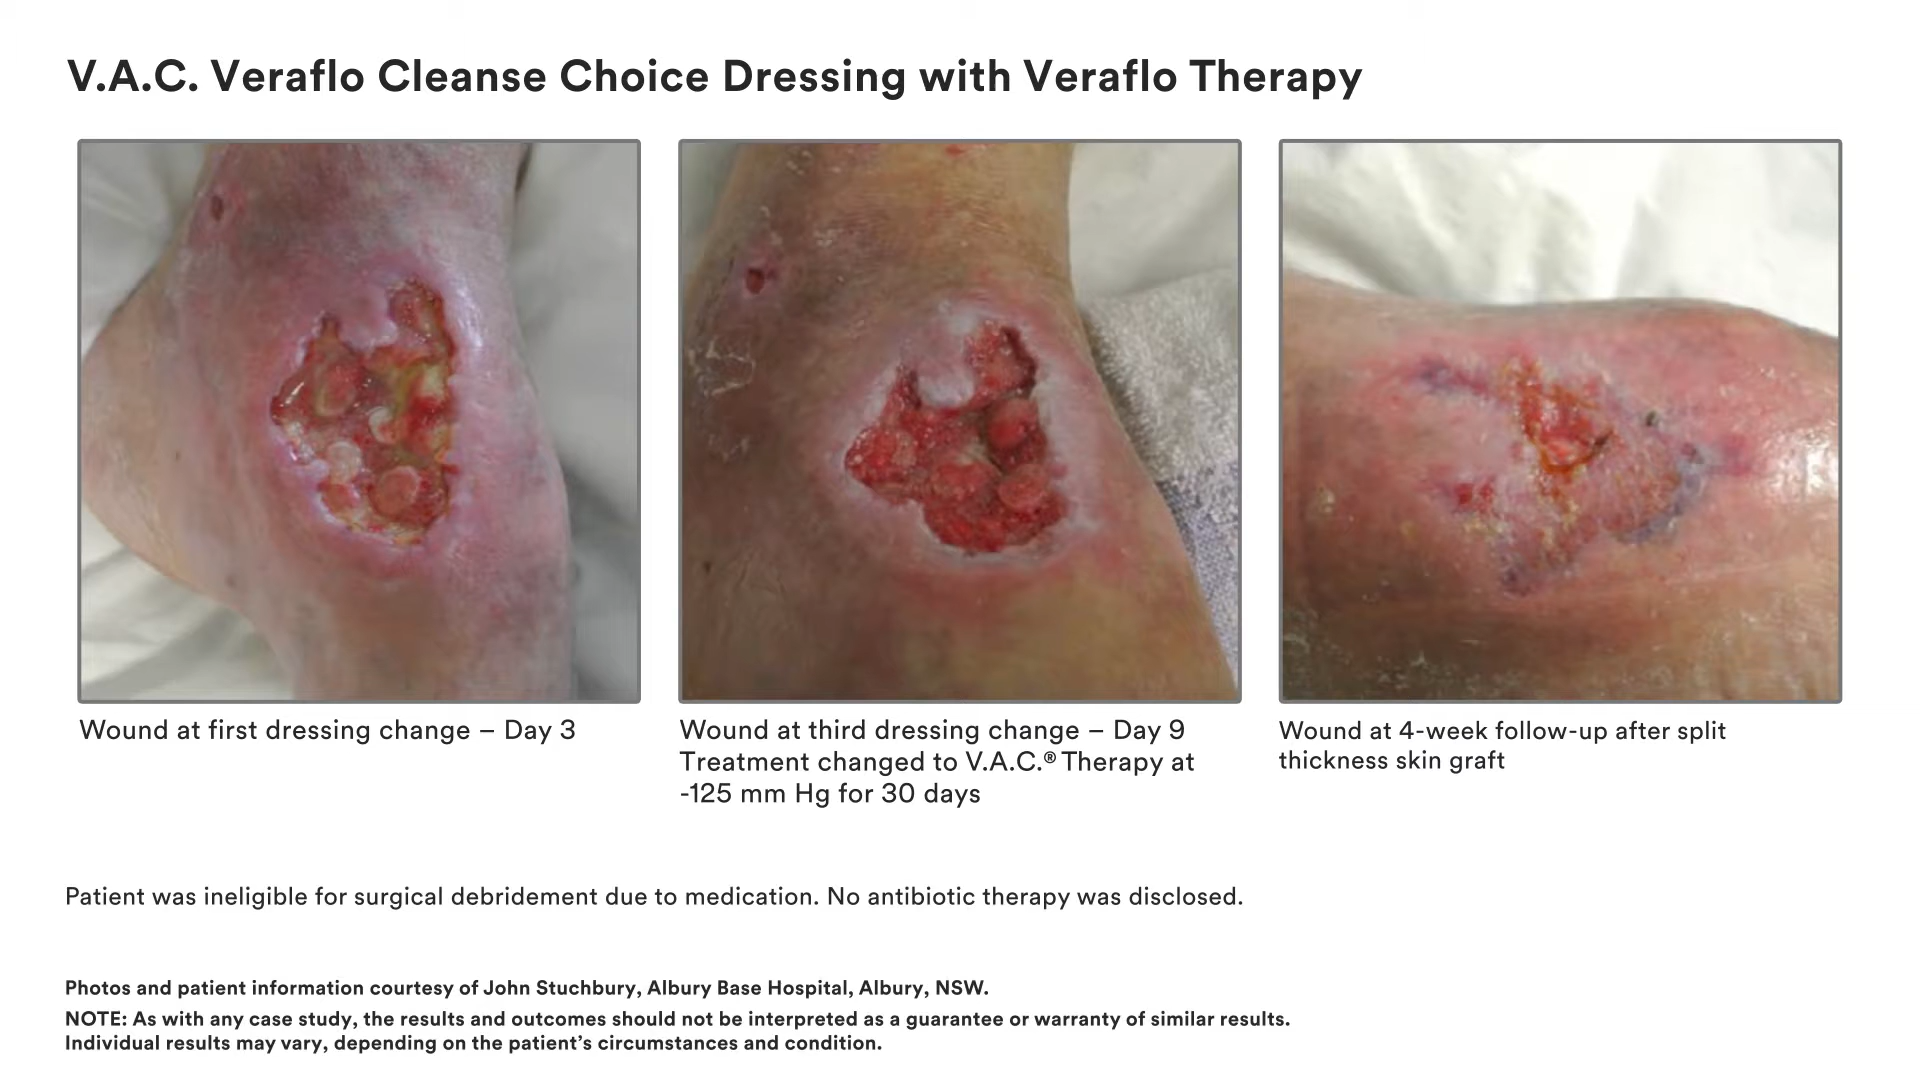 V.A.C. Veraflo Cleanse Choice Dressing with Veraflo Therapy
Wound at first dressing change – Day 3
Wound at third dressing change – Day 9
Treatment changed to V.A.C.® Therapy at
-125 mm Hg for 30 days
Wound at 4-week follow-up after split
thickness skin graft
Patient was ineligible for surgical debridement due to medication. No antibiotic therapy was disclosed.
Photos and patient information courtesy of John Stuchbury, Albury Base Hospital, Albury, NSW.
NOTE: As with any case study, the results and outcomes should not be interpreted as a guarantee or warranty of similar results.
Individual results may vary, depending on the patient’s circumstances and condition.